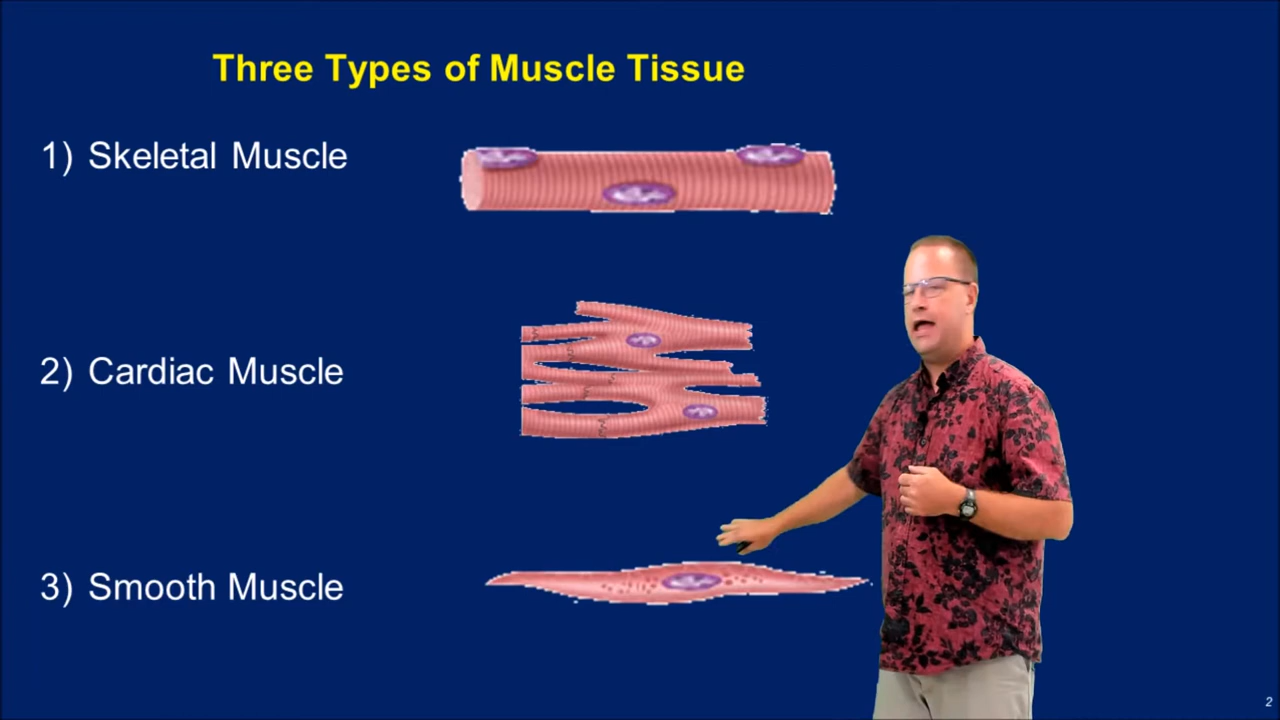 Three Types of Muscle Tissue
1) Skeletal Muscle
2) Cardiac Muscle
3) Smooth Muscle
2